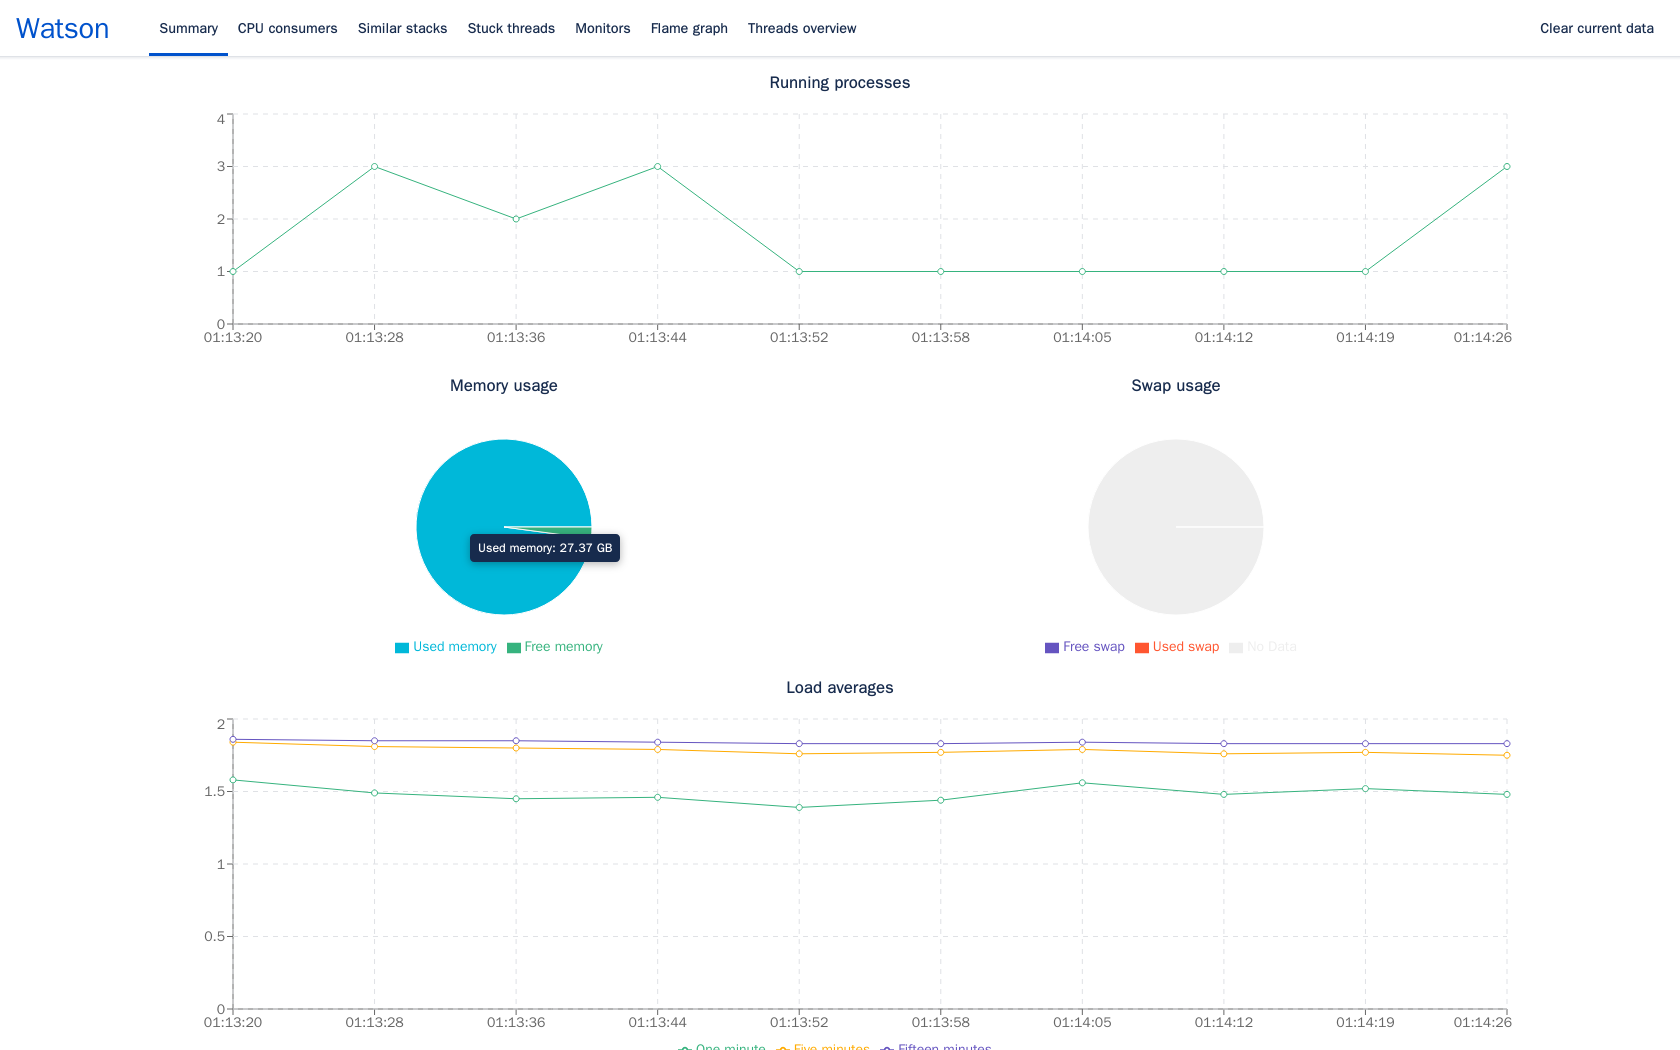 Watson Summary CPU consumers Similar stacks Stuck threads Monitors Flame graph Threads overview Clear current data
Running processes
4
3
2
1
0
01:13:20 01:13:28 01:13:36 01:13:44 01:13:52 01:13:58 01:14:05 01:14:12 01:14:19 01:14:26
Memory usage Swap usage
Used memory: 27.37 GB
Used memory Free memory Free swap Used swap No Data
Load averages
2
1.5
1
0.5
0
01:13:20 01:13:28 01:13:36 01:13:44 01:13:52 01:13:58 01:14:05 01:14:12 01:14:19 01:14:26
One minute Five minutes Fifteen minutes